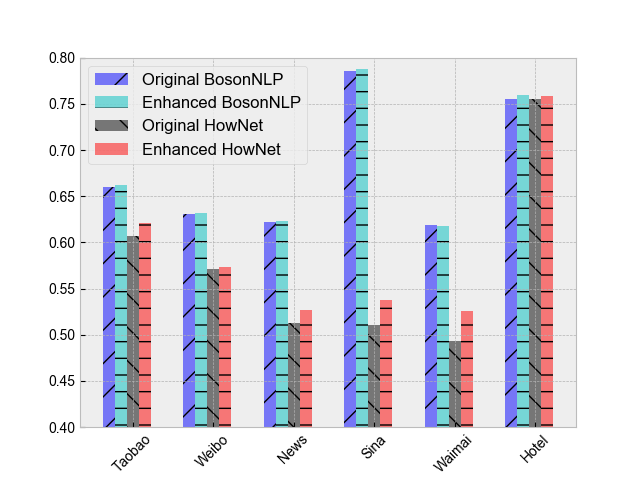 0.80
0.75
0.70
0.65
0.60
0.55
0.50
0.45
0.40
Original BosonNLP
Enhanced BosonNLP
Original HowNet
Enhanced HowNet
Taobao
Weibo
News
Sina
Waimai
Hotel